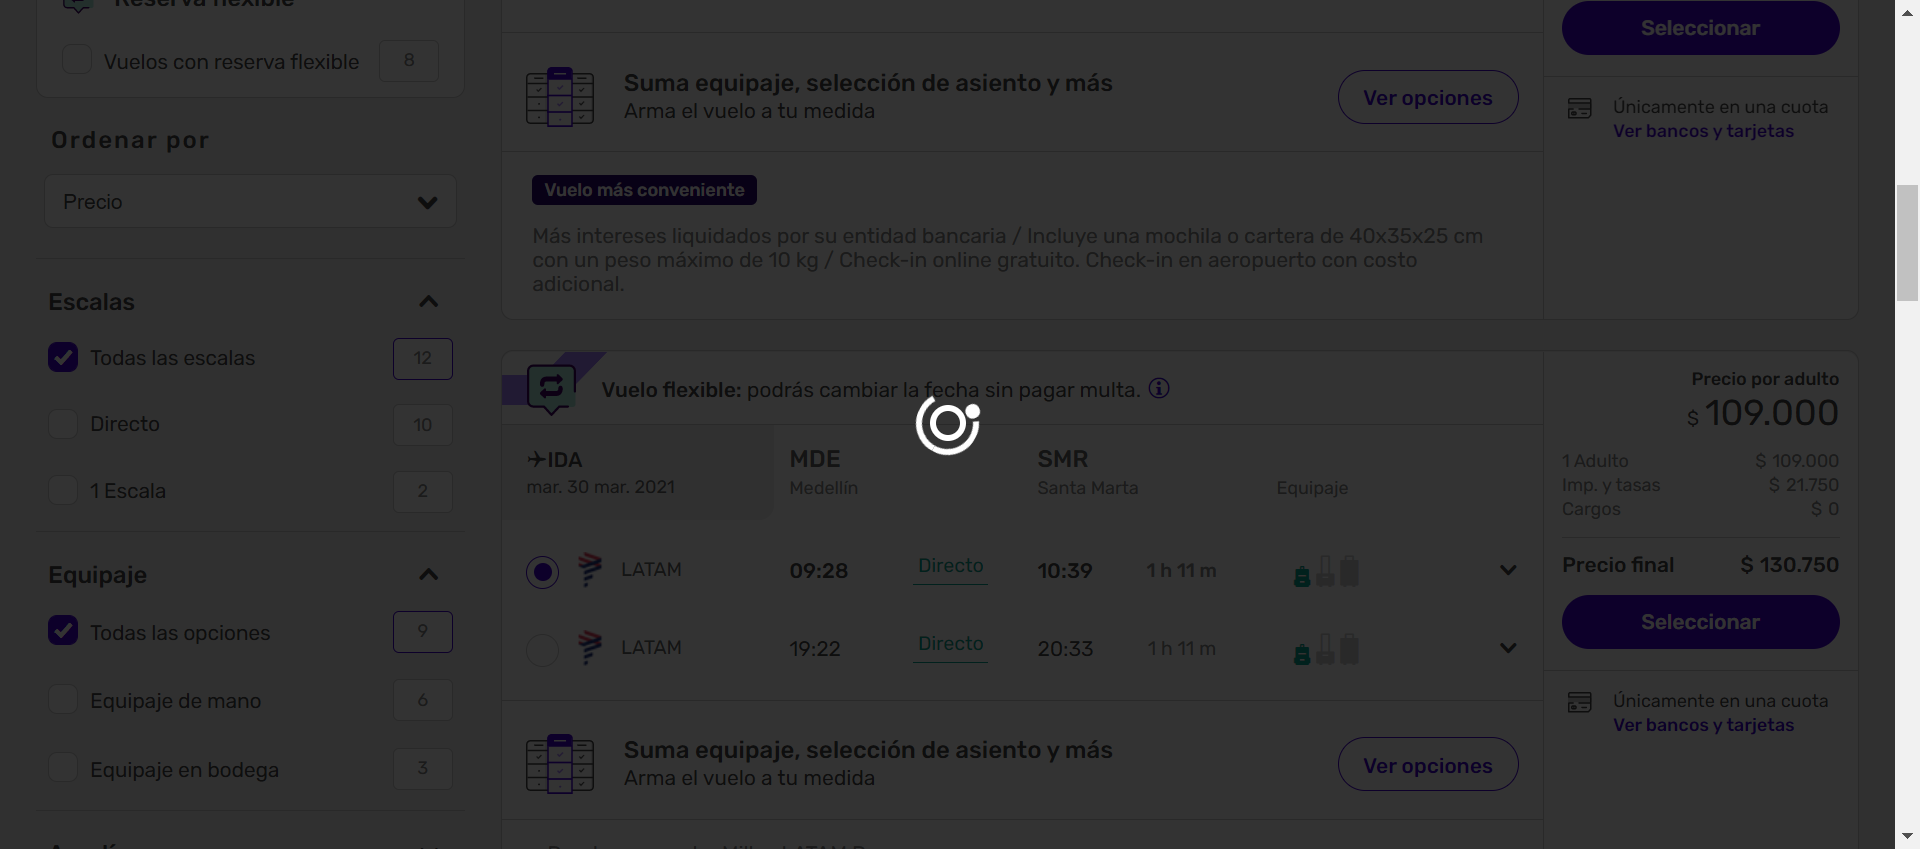 Reserva flexible
Vuelos con reserva flexible 8
Ordenar por
Precio
Escalas
Todas las escalas 12
Directo 10
1 Escala 2
Equipaje
Todas las opciones 9
Equipaje de mano 6
Equipaje en bodega 3
Suma equipaje, selección de asiento y más
Arma el vuelo a tu medida
Ver opciones
Vuelo más conveniente
Más intereses liquidados por su entidad bancaria / Incluye una mochila o cartera de 40x35x25 cm
con un peso máximo de 10 kg / Check-in online gratuito. Check-in en aeropuerto con costo
adicional.
Seleccionar
Únicamente en una cuota
Ver bancos y tarjetas
Vuelo flexible: podrás cambiar la fecha sin pagar multa.
IDA MDE SMR
mar. 30 mar. 2021 Medellín Santa Marta Equipaje
LATAM 09:28 Directo 10:39 1 h 11 m
LATAM 19:22 Directo 20:33 1 h 11 m
Suma equipaje, selección de asiento y más
Arma el vuelo a tu medida
Ver opciones
Precio por adulto
$ 109.000
1 Adulto $ 109.000
Imp. y tasas $ 21.750
Cargos $ 0
Precio final $ 130.750
Seleccionar
Únicamente en una cuota
Ver bancos y tarjetas